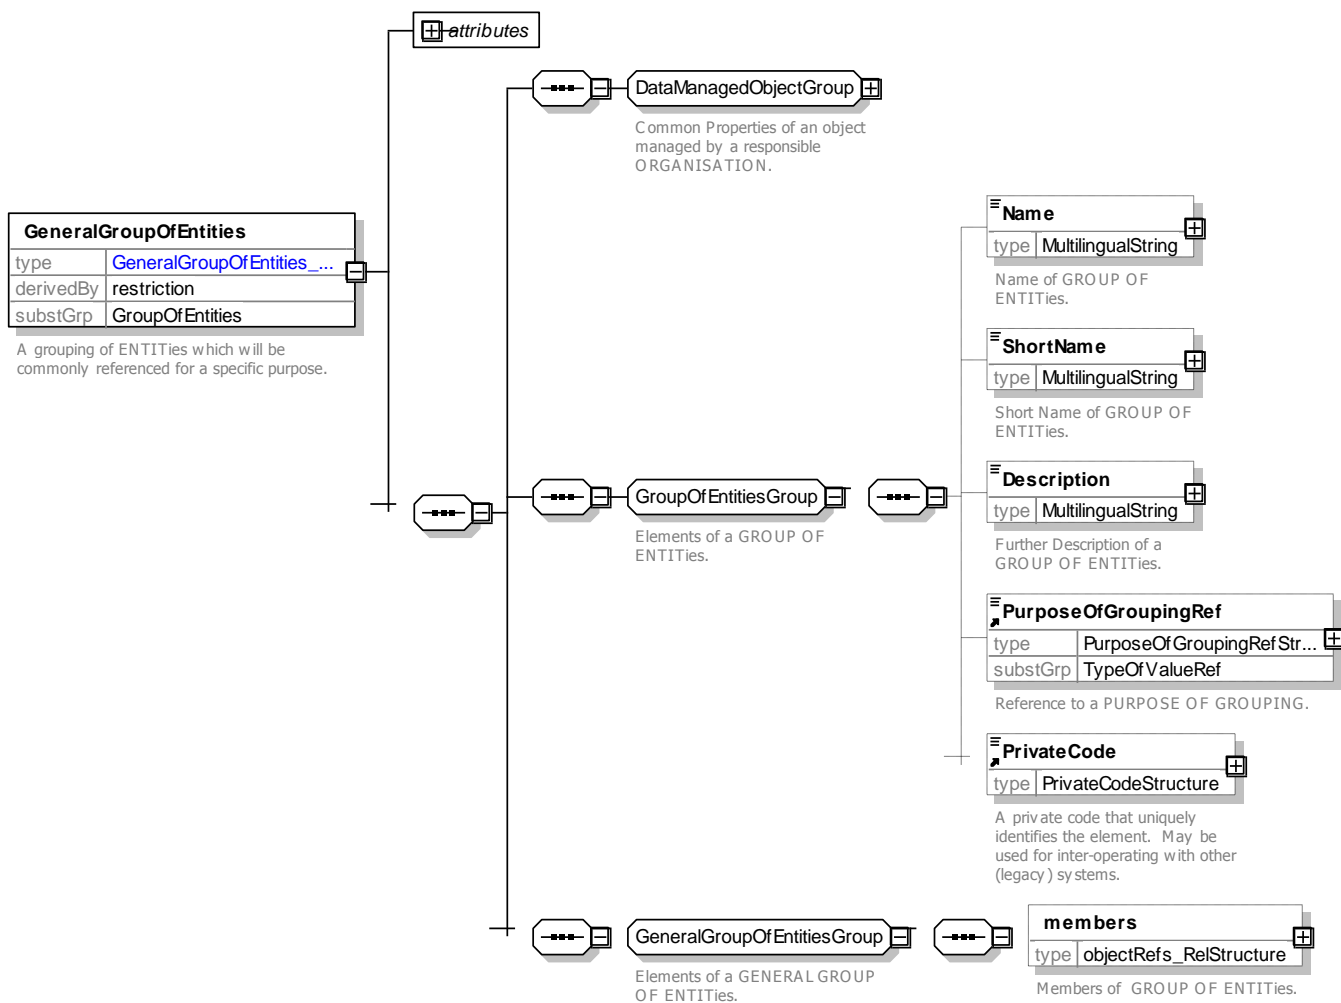 attributes
DataManagedObjectGroup
Common Properties of an object
managed by a responsible
ORGANISATION.
GeneralGroupOfEntities
type GeneralGroupOfEntities_...
derivedBy restriction
substGrp GroupOfEntities
A grouping of ENTITies which will be
commonly referenced for a specific purpose.
Name
type MultilingualString
Name of GROUP OF
ENTITies.
ShortName
type MultilingualString
Short Name of GROUP OF
ENTITies.
GroupOfEntitiesGroup
Elements of a GROUP OF
ENTITies.
Description
type MultilingualString
Further Description of a
GROUP OF ENTITies.
PurposeOfGroupingRef
type PurposeOfGroupingRefStr...
substGrp TypeOfValueRef
Reference to a PURPOSE OF GROUPING.
PrivateCode
type PrivateCodeStructure
A private code that uniquely
identifies the element. May be
used for inter-operating with other
(legacy) systems.
GeneralGroupOfEntitiesGroup
Elements of a GENERAL GROUP
OF ENTITies.
members
type objectRefs_RelStructure
Members of GROUP OF ENTITies.